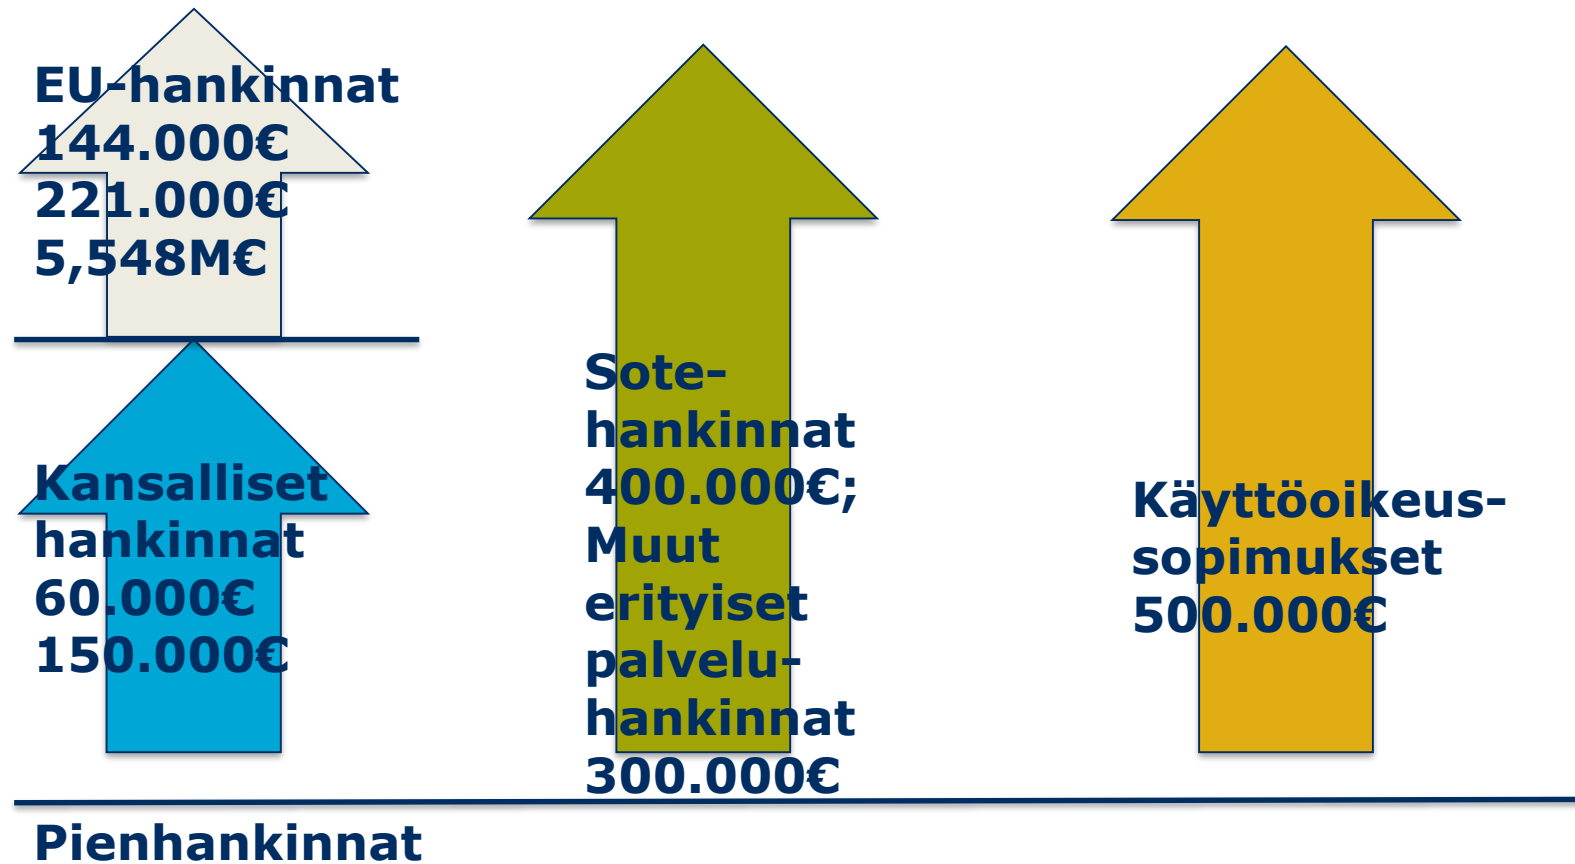 EU-hankinnat
144.000€
221.000€
5,548M€
Kansalliset
hankinnat
60.000€
150.000€
Sote-
hankinnat
400.000€;
Muut
erityiset
palvelu-
hankinnat
300.000€
Käyttöoikeus-
sopimukset
500.000€
Pienhankinnat